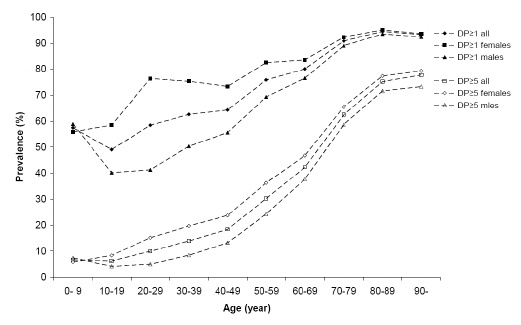 100
90
80
70
60
50
40
30
20
10
0
Prevalence (%)
0- 9 10-19 20-29 30-39 40-49 50-59 60-69 70-79 80-89 90-
Age (year)
DP≥1 all
DP≥1 females
DP≥1 males
DP≥5 all
DP≥5 females
DP≥5 mles